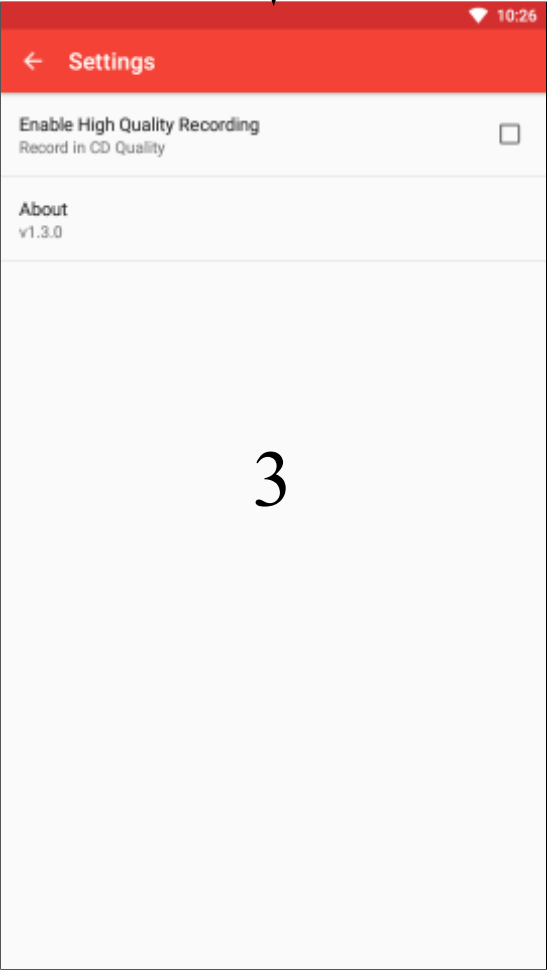 10:26
Settings
Enable High Quality Recording
Record in CD Quality
About
v1.3.0
3